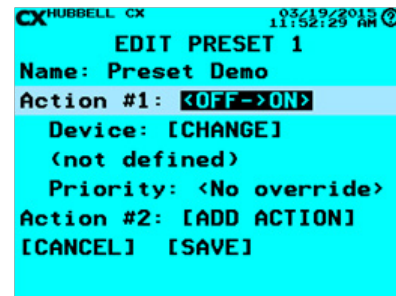 CX HUBBELL CX 03/19/2015
11:52:29 AM ?
EDIT PRESET 1
Name: Preset Demo
Action #1: <OFF->ON>
Device: [CHANGE]
(not defined)
Priority: <No override>
Action #2: [ADD ACTION]
[CANCEL] [SAVE]